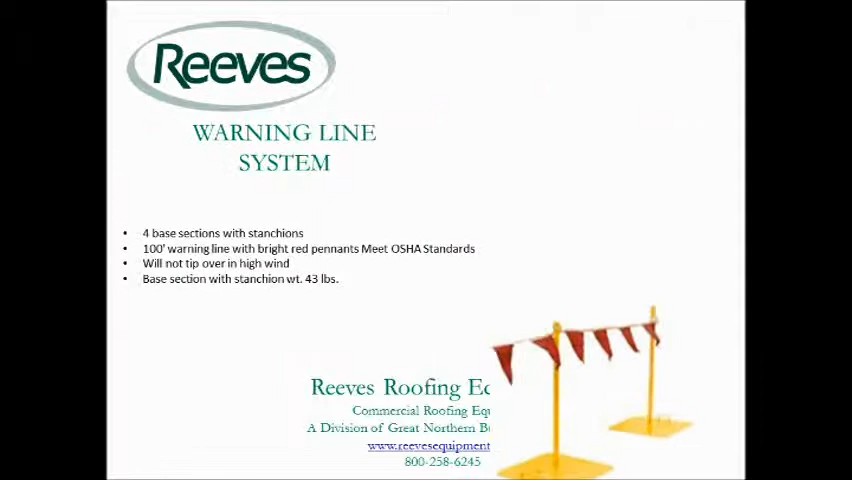 Reeves
WARNING LINE
SYSTEM
• 4 base sections with stanchions
• 100' warning line with bright red pennants Meet OSHA Standards
• Will not tip over in high wind
• Base section with stanchion wt. 43 lbs.
Reeves Roofing
Commercial Roofing
A Division of Great Northern
www.reevesequipment
800-258-6245